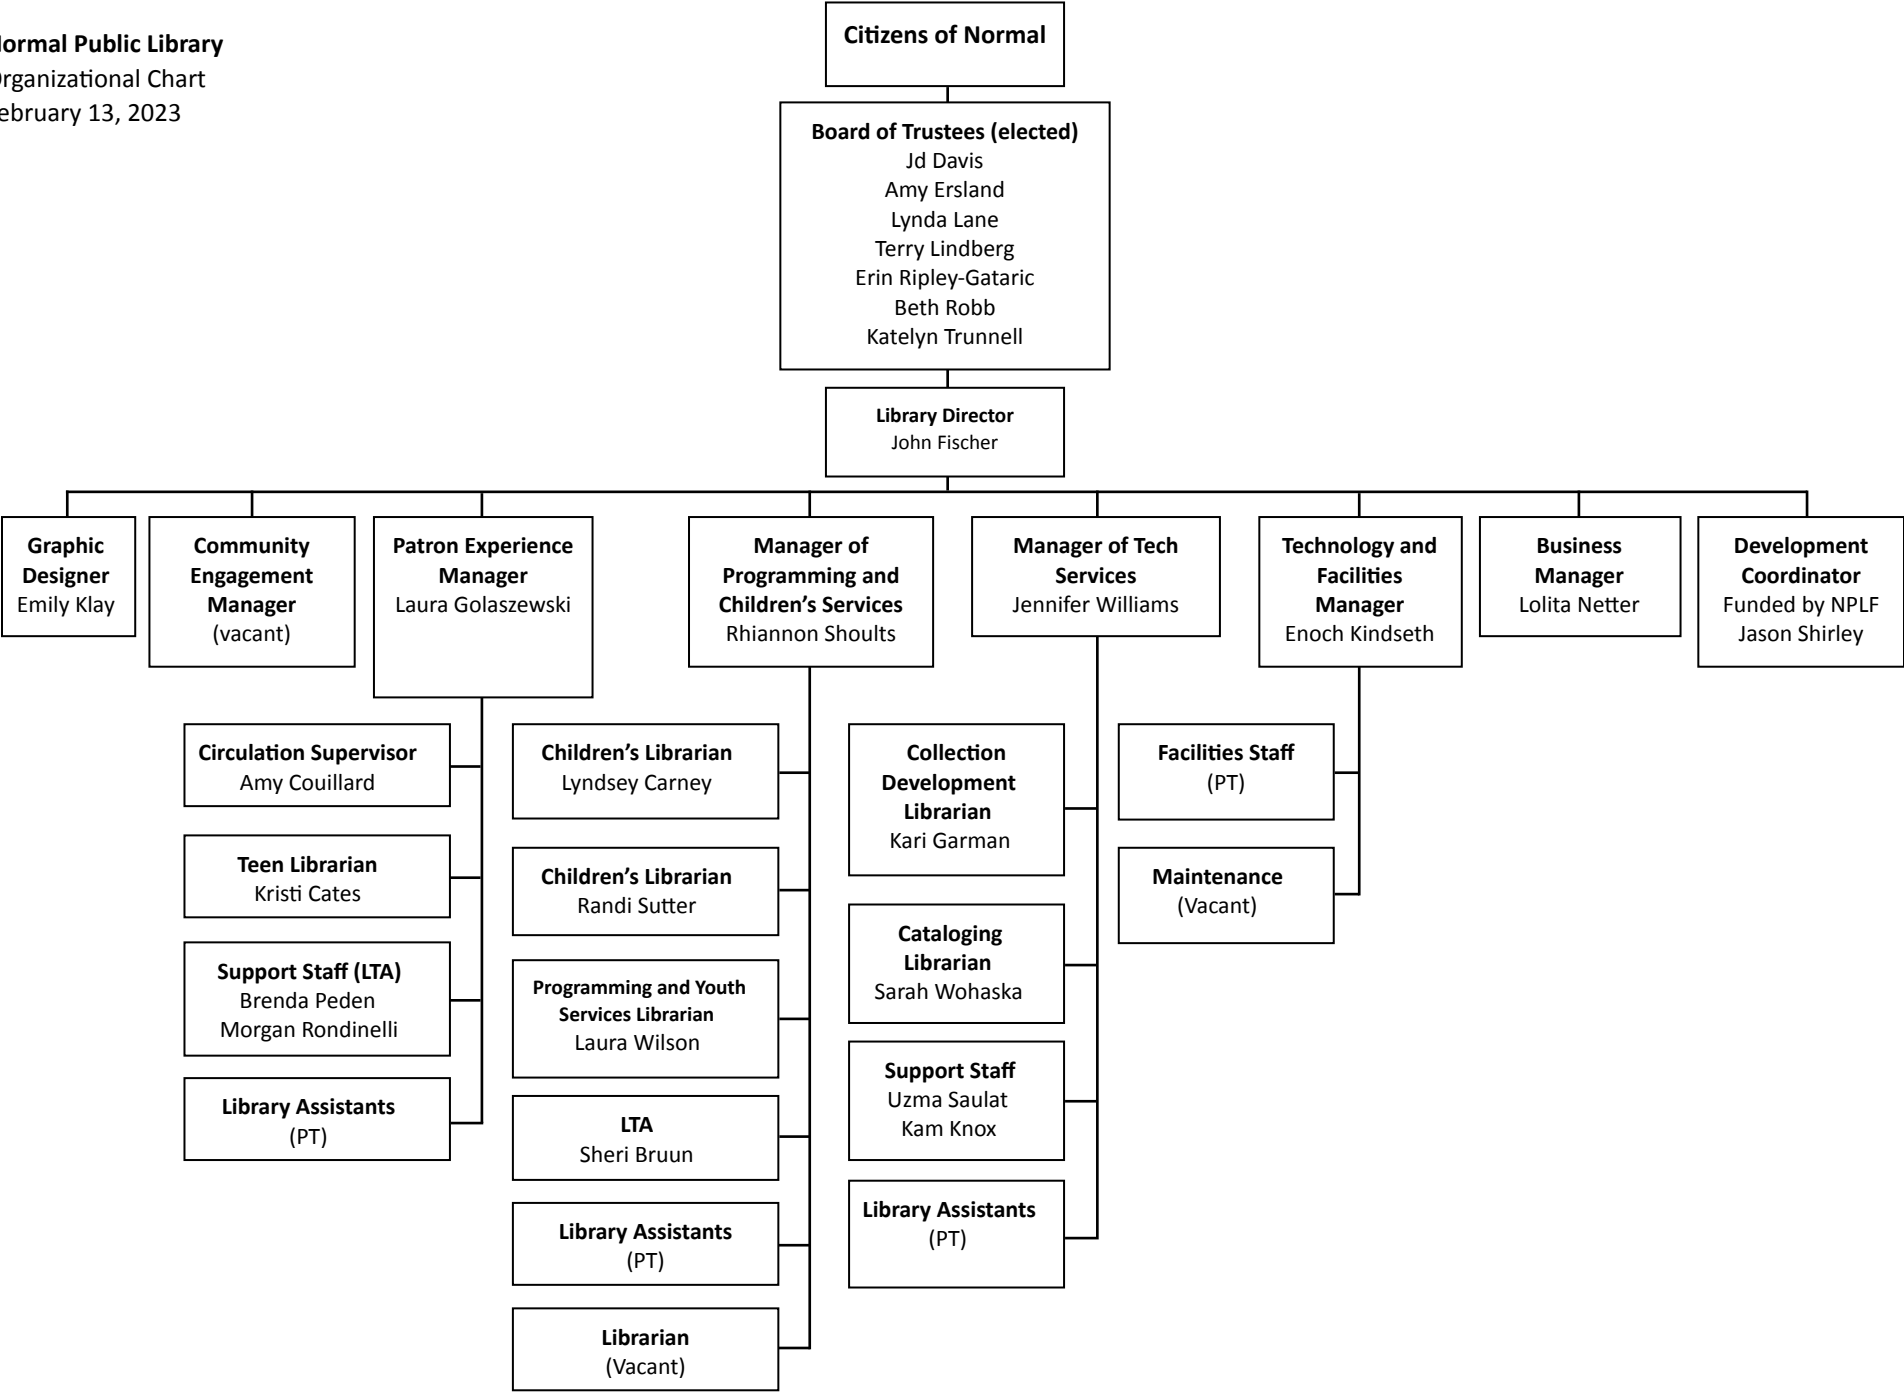 ormal Public Library
rganizational Chart
ebruary 13, 2023
Citizens of Normal
Board of Trustees (elected)
Jd Davis
Amy Ersland
Lynda Lane
Terry Lindberg
Erin Ripley-Gataric
Beth Robb
Katelyn Trunnell
Library Director
John Fischer
Graphic
Designer
Emily Klay
Community
Engagement
Manager
(vacant)
Patron Experience
Manager
Laura Golaszewski
Manager of
Programming and
Children’s Services
Rhiannon Shoults
Manager of Tech
Services
Jennifer Williams
Technology and
Facilities
Manager
Enoch Kindseth
Business
Manager
Lolita Netter
Development
Coordinator
Funded by NPLF
Jason Shirley
Circulation Supervisor
Amy Couillard
Teen Librarian
Kristi Cates
Support Staff (LTA)
Brenda Peden
Morgan Rondinelli
Library Assistants
(PT)
Children’s Librarian
Lyndsey Carney
Children’s Librarian
Randi Sutter
Programming and Youth
Services Librarian
Laura Wilson
LTA
Sheri Bruun
Library Assistants
(PT)
Librarian
(Vacant)
Collection
Development
Librarian
Kari Garman
Cataloging
Librarian
Sarah Wohaska
Support Staff
Uzma Saulat
Kam Knox
Library Assistants
(PT)
Facilities Staff
(PT)
Maintenance
(Vacant)